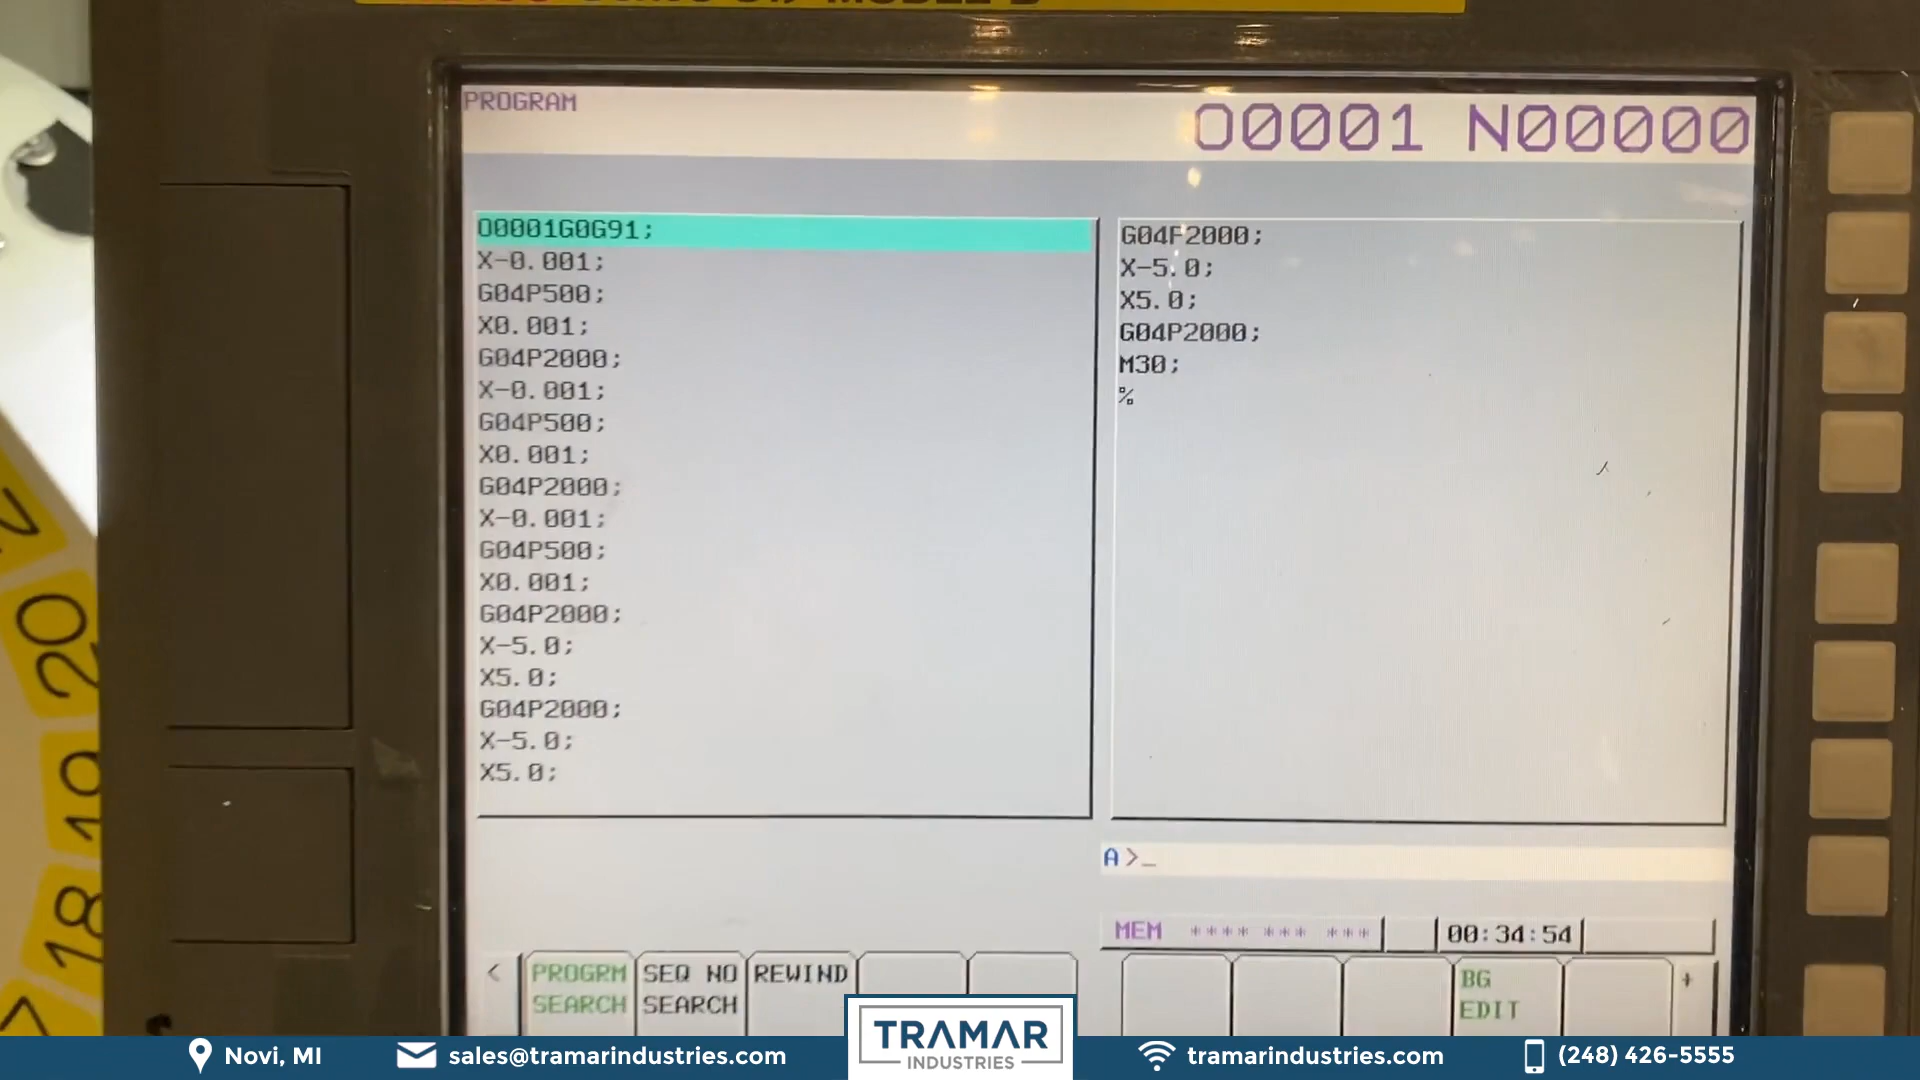 PROGRAM
O0001 N00000
O0001G0G91;
X-0.001;
G04P500;
X0.001;
G04P2000;
X-0.001;
G04P500;
X0.001;
G04P2000;
X-0.001;
G04P500;
X0.001;
G04P2000;
X-5.0;
X5.0;
G04P2000;
X-5.0;
X5.0;
G04P2000;
X-5.0;
X5.0;
G04P2000;
M30;
%
A>_
MEM **** *** ***
00:34:54
<
PROGRM
SEARCH
SEQ NO
SEARCH
REWIND
BG
EDIT
+
20
19
18
TRAMAR
INDUSTRIES
Novi, MI
sales@tramarindustries.com
tramarindustries.com
(248) 426-5555